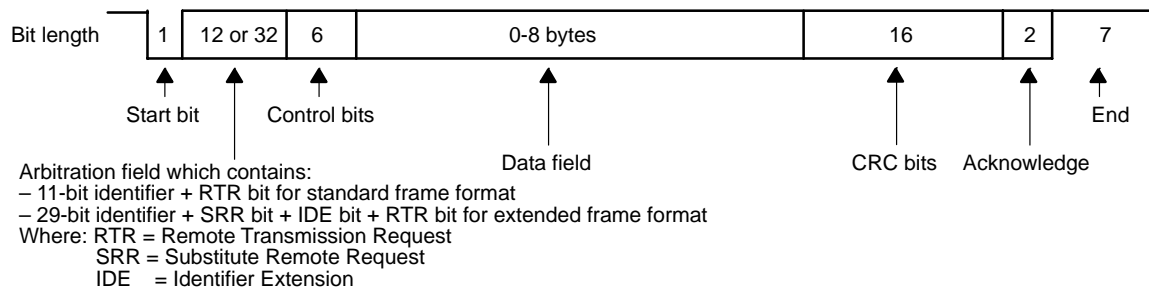 Bit length 1 12 or 32 6 0-8 bytes 16 2 7
Start bit Control bits End
Data field CRC bits Acknowledge
Arbitration field which contains:
– 11-bit identifier + RTR bit for standard frame format
– 29-bit identifier + SRR bit + IDE bit + RTR bit for extended frame format
Where: RTR = Remote Transmission Request
SRR = Substitute Remote Request
IDE = Identifier Extension